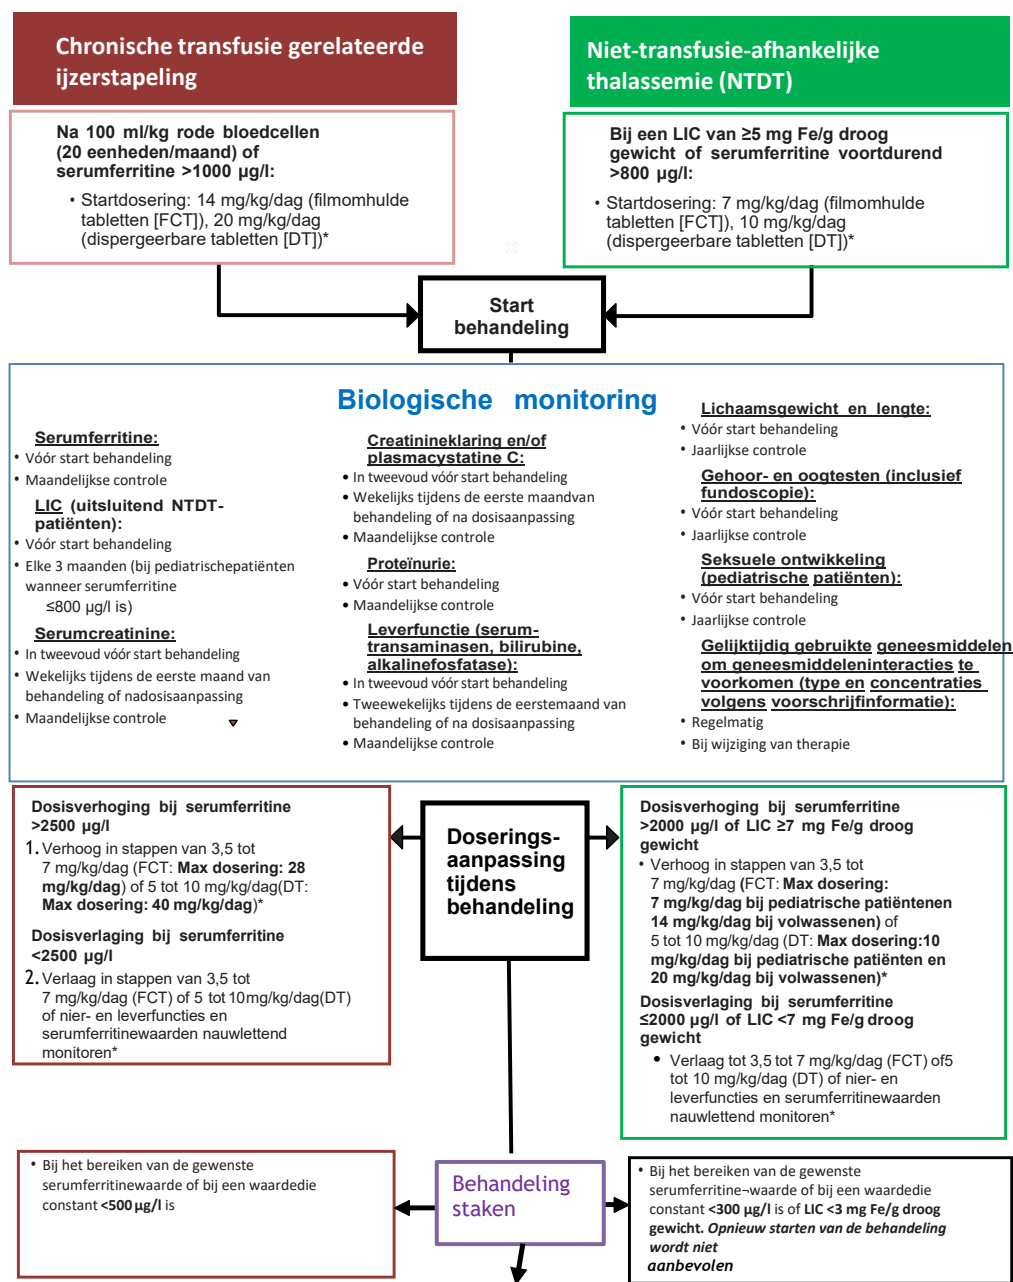 Chronische transfusie gerelateerde
ijzerstapeling
Niet-transfusie-afhankelijke
thalassemie (NTDT)
Na 100 ml/kg rode bloedcellen
(20 eenheden/maand) of
serumferritine >1000 µg/l:
• Startdosering: 14 mg/kg/dag (filmomhulde
tabletten [FCT]), 20 mg/kg/dag
(dispergeerbare tabletten [DT])*
Bij een LIC van ≥5 mg Fe/g droog
gewicht of serumferritine voortdurend
>800 µg/l:
• Startdosering: 7 mg/kg/dag (filmomhulde
tabletten [FCT]), 10 mg/kg/dag
(dispergeerbare tabletten [DT])*
Start
behandeling
Biologische monitoring
Serumferritine:
• Vóór start behandeling
• Maandelijkse controle
LIC (uitsluitend NTDT-
patiënten):
• Vóór start behandeling
• Elke 3 maanden (bij pediatrischepatiënten
wanneer serumferritine
≤800 µg/l is)
Serumcreatinine:
• In tweevoud vóór start behandeling
• Wekelijks tijdens de eerste maand van
behandeling of nadosisaanpassing
• Maandelijkse controle
Creatinineklaring en/of
plasmacystatine C:
• In tweevoud vóór start behandeling
• Wekelijks tijdens de eerste maandvan
behandeling of na dosisaanpassing
• Maandelijkse controle
Proteïnurie:
• Vóór start behandeling
• Maandelijkse controle
Leverfunctie (serum-
transaminasen, bilirubine,
alkalinefosfatase):
• In tweevoud vóór start behandeling
• Tweewekelijks tijdens de eerstemaand van
behandeling of na dosisaanpassing
• Maandelijkse controle
Lichaamsgewicht en lengte:
• Vóór start behandeling
• Jaarlijkse controle
Gehoor- en oogtesten (inclusief
fundoscopie):
• Vóór start behandeling
• Jaarlijkse controle
Seksuele ontwikkeling
(pediatrische patiënten):
• Vóór start behandeling
• Jaarlijkse controle
Gelijktijdig gebruikte geneesmiddelen
om geneesmiddeleninteracties te
voorkomen (type en concentraties
volgens voorschrijfinformatie):
• Regelmatig
• Bij wijziging van therapie
Dosisverhoging bij serumferritine
>2500 µg/l
1. Verhoog in stappen van 3,5 tot
7 mg/kg/dag (FCT: Max dosering: 28
mg/kg/dag) of 5 tot 10 mg/kg/dag(DT:
Max dosering: 40 mg/kg/dag)*
Dosisverlaging bij serumferritine
<2500 µg/l
2. Verlaag in stappen van 3,5 tot
7 mg/kg/dag (FCT) of 5 tot 10mg/kg/dag(DT)
of nier- en leverfuncties en
serumferritinewaarden nauwlettend
monitoren*
Doserings-
aanpassing
tijdens
behandeling
Dosisverhoging bij serumferritine
>2000 µg/l of LIC ≥7 mg Fe/g droog
gewicht
• Verhoog in stappen van 3,5 tot
7 mg/kg/dag (FCT: Max dosering:
7 mg/kg/dag bij pediatrische patiëntenen
14 mg/kg/dag bij volwassenen) of
5 tot 10 mg/kg/dag (DT: Max dosering:10
mg/kg/dag bij pediatrische patiënten en
20 mg/kg/dag bij volwassenen)*
Dosisverlaging bij serumferritine
≤2000 µg/l of LIC <7 mg Fe/g droog
gewicht
• Verlaag tot 3,5 tot 7 mg/kg/dag (FCT) of5
tot 10 mg/kg/dag (DT) of nier- en
leverfuncties en serumferritinewaarden
nauwlettend monitoren*
• Bij het bereiken van de gewenste
serumferritinewaarde of bij een waardedie
constant <500 µg/l is
Behandeling
staken
• Bij het bereiken van de gewenste
serumferritine¬waarde of bij een waardedie
constant <300 µg/l is of LIC <3 mg Fe/g droog
gewicht. Opnieuw starten van de behandeling
wordt niet
aanbevolen